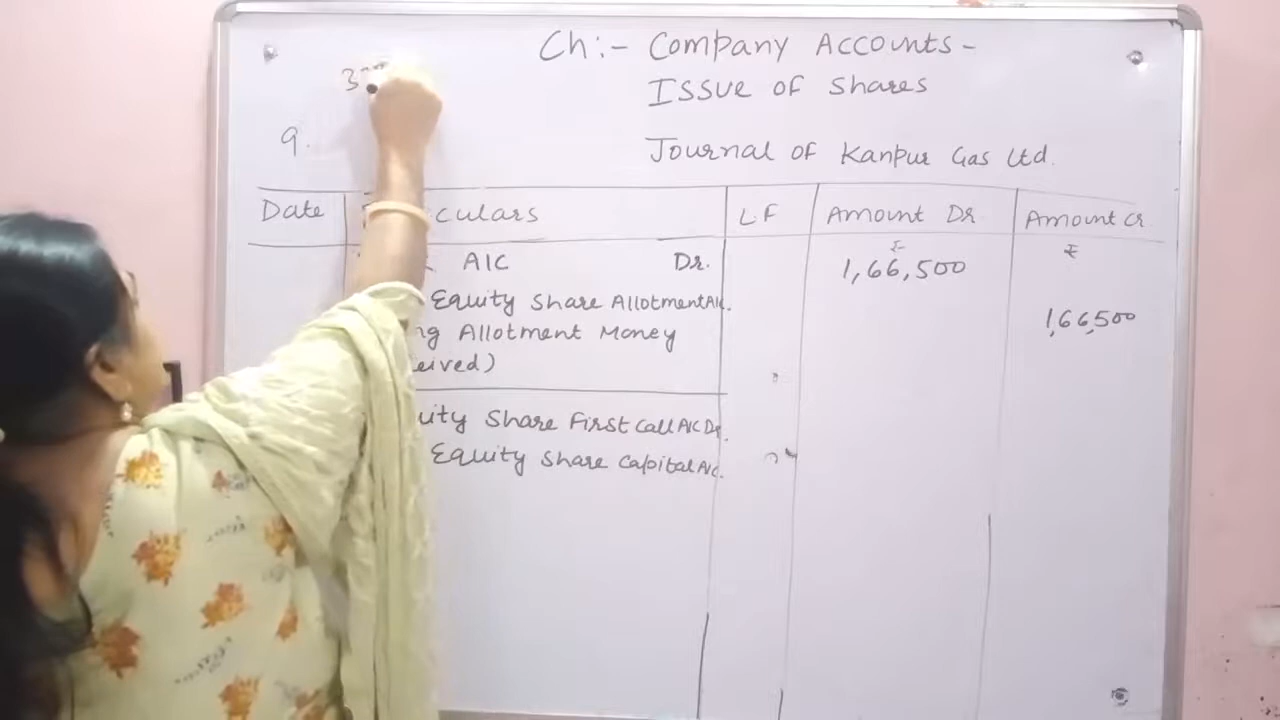 Ch:- Company Accounts-
Issue of Shares
9.
Journal of Kanpur Gas Ltd.
Date culars LF Amount Dr Amount Cr
₹ ₹
A/C Dr. 1,66,500
Equity Share Allotment A/c. 1,66,500
ng Allotment Money
eived)
uity Share First Call A/C Dr.
Equity Share Capital A/c.